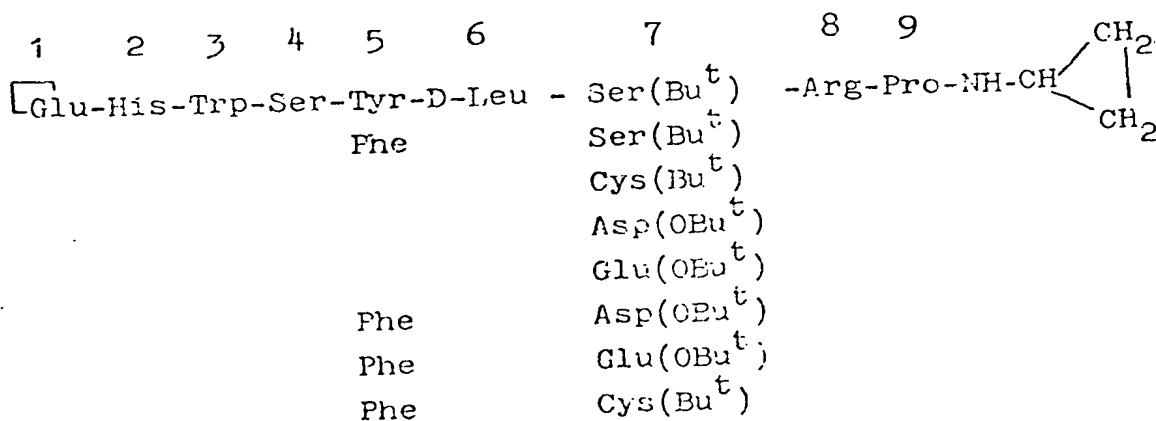 1 2 3 4 5 6 7 8 9
CH2
Glu-His-Trp-Ser-Tyr-D-Leu - Ser(Bu^t) -Arg-Pro-NH-CH
CH2
Phe Ser(Bu^t)
Cys(Bu^t)
Asp(OBu^t)
Glu(OBu^t)
Phe Asp(OBu^t)
Phe Glu(OBu^t)
Phe Cys(Bu^t)